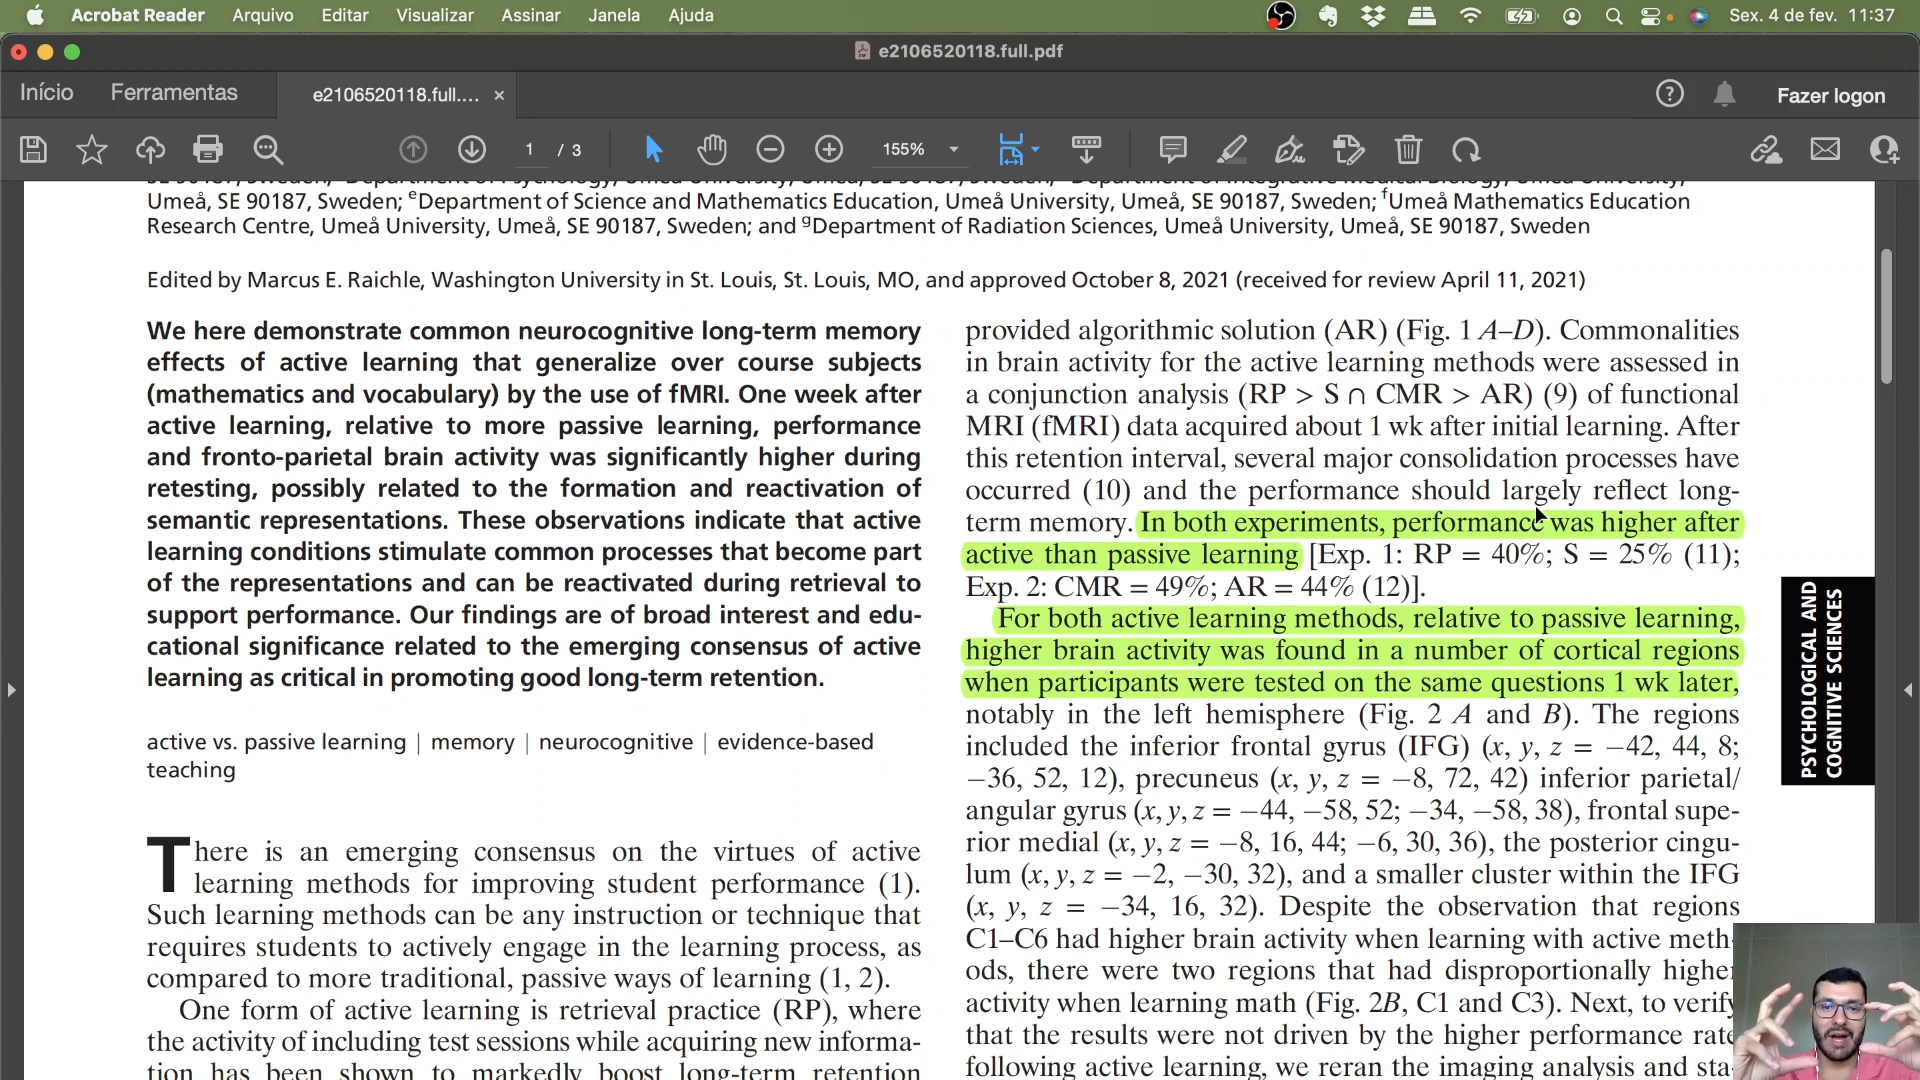 Acrobat Reader Arquivo Editar Visualizar Assinar Janela Ajuda Sex. 4 de fev. 11:37
e2106520118.full.pdf
Início Ferramentas e2106520118.full.... × Fazer logon
1 / 3 155%
Umeå, SE 90187, Sweden; eDepartment of Science and Mathematics Education, Umeå University, Umeå, SE 90187, Sweden; fUmeå Mathematics Education
Research Centre, Umeå University, Umeå, SE 90187, Sweden; and gDepartment of Radiation Sciences, Umeå University, Umeå, SE 90187, Sweden
Edited by Marcus E. Raichle, Washington University in St. Louis, St. Louis, MO, and approved October 8, 2021 (received for review April 11, 2021)
We here demonstrate common neurocognitive long-term memory
effects of active learning that generalize over course subjects
(mathematics and vocabulary) by the use of fMRI. One week after
active learning, relative to more passive learning, performance
and fronto-parietal brain activity was significantly higher during
retesting, possibly related to the formation and reactivation of
semantic representations. These observations indicate that active
learning conditions stimulate common processes that become part
of the representations and can be reactivated during retrieval to
support performance. Our findings are of broad interest and edu-
cational significance related to the emerging consensus of active
learning as critical in promoting good long-term retention.
active vs. passive learning | memory | neurocognitive | evidence-based
teaching
There is an emerging consensus on the virtues of active
learning methods for improving student performance (1).
Such learning methods can be any instruction or technique that
requires students to actively engage in the learning process, as
compared to more traditional, passive ways of learning (1, 2).
One form of active learning is retrieval practice (RP), where
the activity of including test sessions while acquiring new informa-
tion has been shown to markedly boost long-term retention
provided algorithmic solution (AR) (Fig. 1 A–D). Commonalities
in brain activity for the active learning methods were assessed in
a conjunction analysis (RP > S ∩ CMR > AR) (9) of functional
MRI (fMRI) data acquired about 1 wk after initial learning. After
this retention interval, several major consolidation processes have
occurred (10) and the performance should largely reflect long-
term memory. In both experiments, performance was higher after
active than passive learning [Exp. 1: RP = 40%; S = 25% (11);
Exp. 2: CMR = 49%; AR = 44% (12)].
For both active learning methods, relative to passive learning,
higher brain activity was found in a number of cortical regions
when participants were tested on the same questions 1 wk later,
notably in the left hemisphere (Fig. 2 A and B). The regions
included the inferior frontal gyrus (IFG) (x, y, z = −42, 44, 8;
−36, 52, 12), precuneus (x, y, z = −8, 72, 42) inferior parietal/
angular gyrus (x, y, z = −44, −58, 52; −34, −58, 38), frontal supe-
rior medial (x, y, z = −8, 16, 44; −6, 30, 36), the posterior cingu-
lum (x, y, z = −2, −30, 32), and a smaller cluster within the IFG
(x, y, z = −34, 16, 32). Despite the observation that regions
C1–C6 had higher brain activity when learning with active meth-
ods, there were two regions that had disproportionally higher
activity when learning math (Fig. 2B, C1 and C3). Next, to verify
that the results were not driven by the higher performance rate
following active learning, we reran the imaging analysis and sta-
PSYCHOLOGICAL AND
COGNITIVE SCIENCES